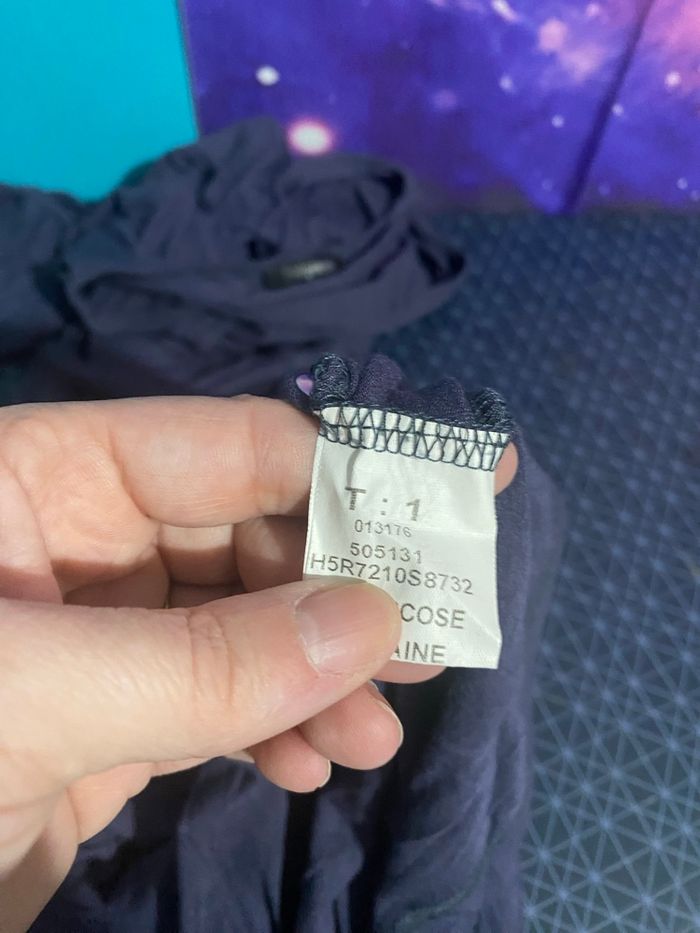 T : 1
013176
505131
H5R7210S8732
COSE
AINE